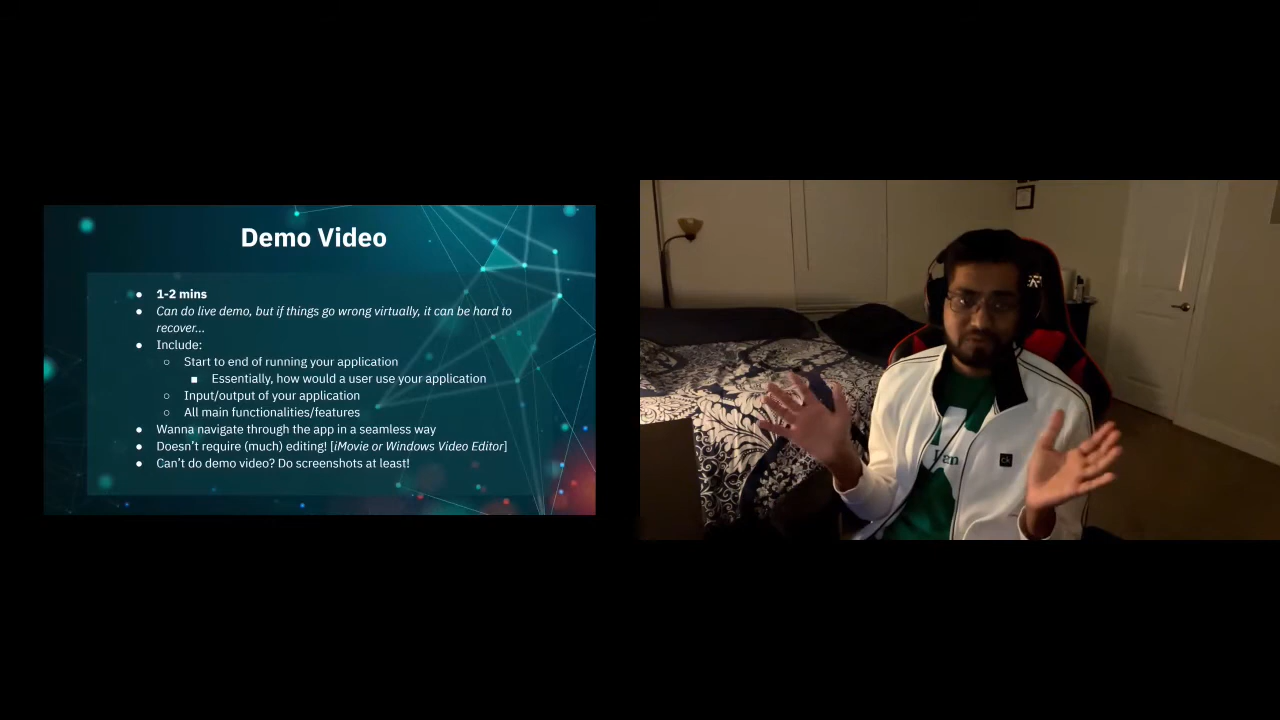 Demo Video
● 1-2 mins
● Can do live demo, but if things go wrong virtually, it can be hard to
recover...
● Include:
○ Start to end of running your application
■ Essentially, how would a user use your application
○ Input/output of your application
○ All main functionalities/features
● Wanna navigate through the app in a seamless way
● Doesn't require (much) editing! [iMovie or Windows Video Editor]
● Can't do demo video? Do screenshots at least!